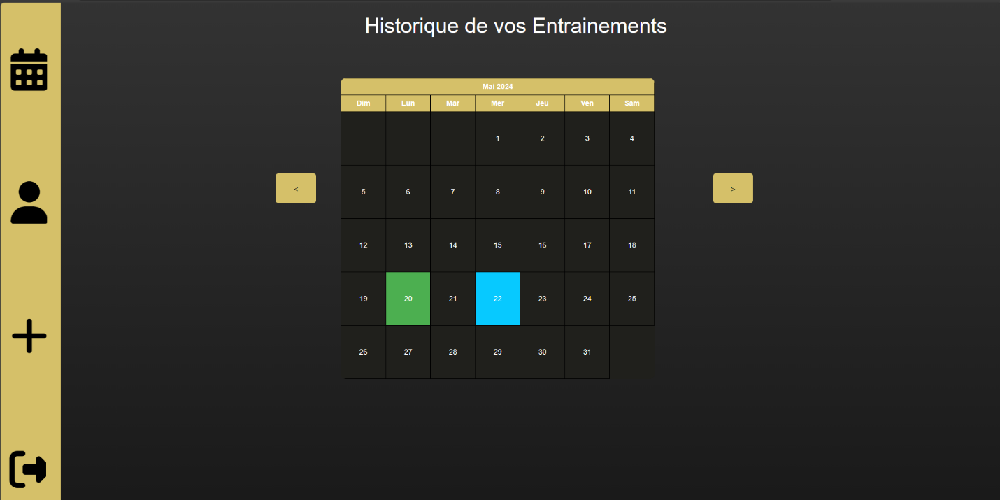 Historique de vos Entrainements
Mai 2024
Dim Lun Mar Mer Jeu Ven Sam
1 2 3 4
< 5 6 7 8 9 10 11 >
12 13 14 15 16 17 18
19 20 21 22 23 24 25
26 27 28 29 30 31